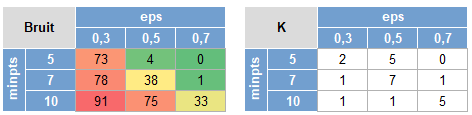 Bruit eps
0,3 0,5 0,7
minpts
5 73 4 0
7 78 38 1
10 91 75 33
K eps
0,3 0,5 0,7
minpts
5 2 5 0
7 1 7 1
10 1 1 5